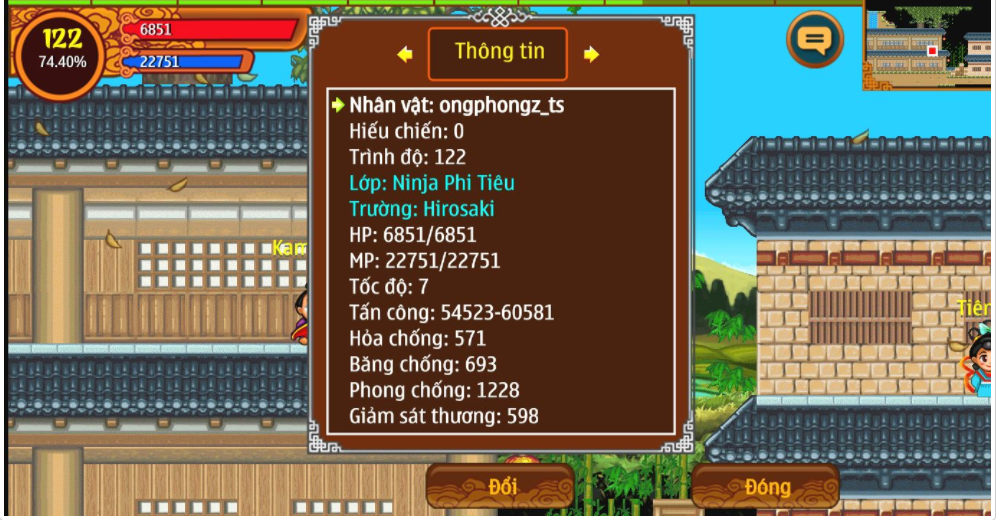 122
74.40%
6851
22751
Thông tin
Nhân vật: ongphongz_ts
Hiếu chiến: 0
Trình độ: 122
Lớp: Ninja Phi Tiêu
Trường: Hirosaki
HP: 6851/6851
MP: 22751/22751
Tốc độ: 7
Tấn công: 54523-60581
Hỏa chống: 571
Băng chống: 693
Phong chống: 1228
Giảm sát thương: 598
Kam
Tiên
Đổi
Đóng